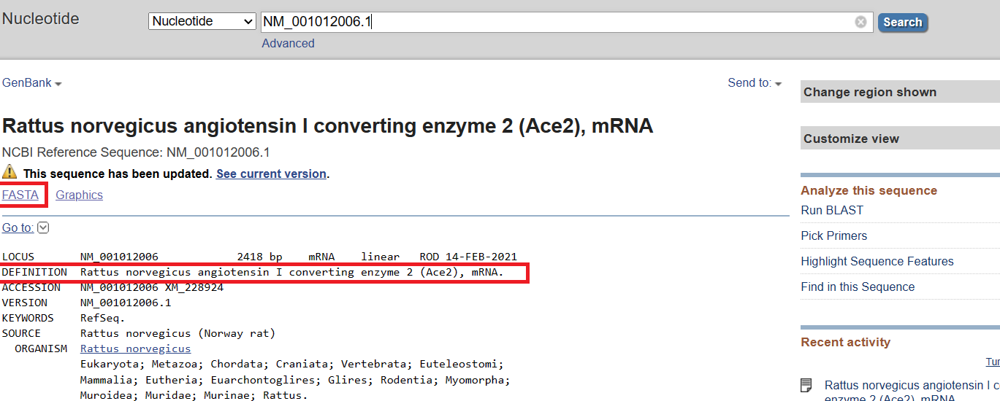 Nucleotide
Nucleotide
NM_001012006.1
Search
Advanced
GenBank
Send to:
Rattus norvegicus angiotensin I converting enzyme 2 (Ace2), mRNA
NCBI Reference Sequence: NM_001012006.1
This sequence has been updated. See current version.
FASTA Graphics
Go to:
LOCUS NM_001012006 2418 bp mRNA linear ROD 14-FEB-2021
DEFINITION Rattus norvegicus angiotensin I converting enzyme 2 (Ace2), mRNA.
ACCESSION NM_001012006 XM_228924
VERSION NM_001012006.1
KEYWORDS RefSeq.
SOURCE Rattus norvegicus (Norway rat)
ORGANISM Rattus norvegicus
Eukaryota; Metazoa; Chordata; Craniata; Vertebrata; Euteleostomi;
Mammalia; Eutheria; Euarchontoglires; Glires; Rodentia; Myomorpha;
Muroidea; Muridae; Murinae; Rattus.
Change region shown
Customize view
Analyze this sequence
Run BLAST
Pick Primers
Highlight Sequence Features
Find in this Sequence
Recent activity
Tur
Rattus norvegicus angiotensin I co
enzyme 2 (Ace2), mRNA